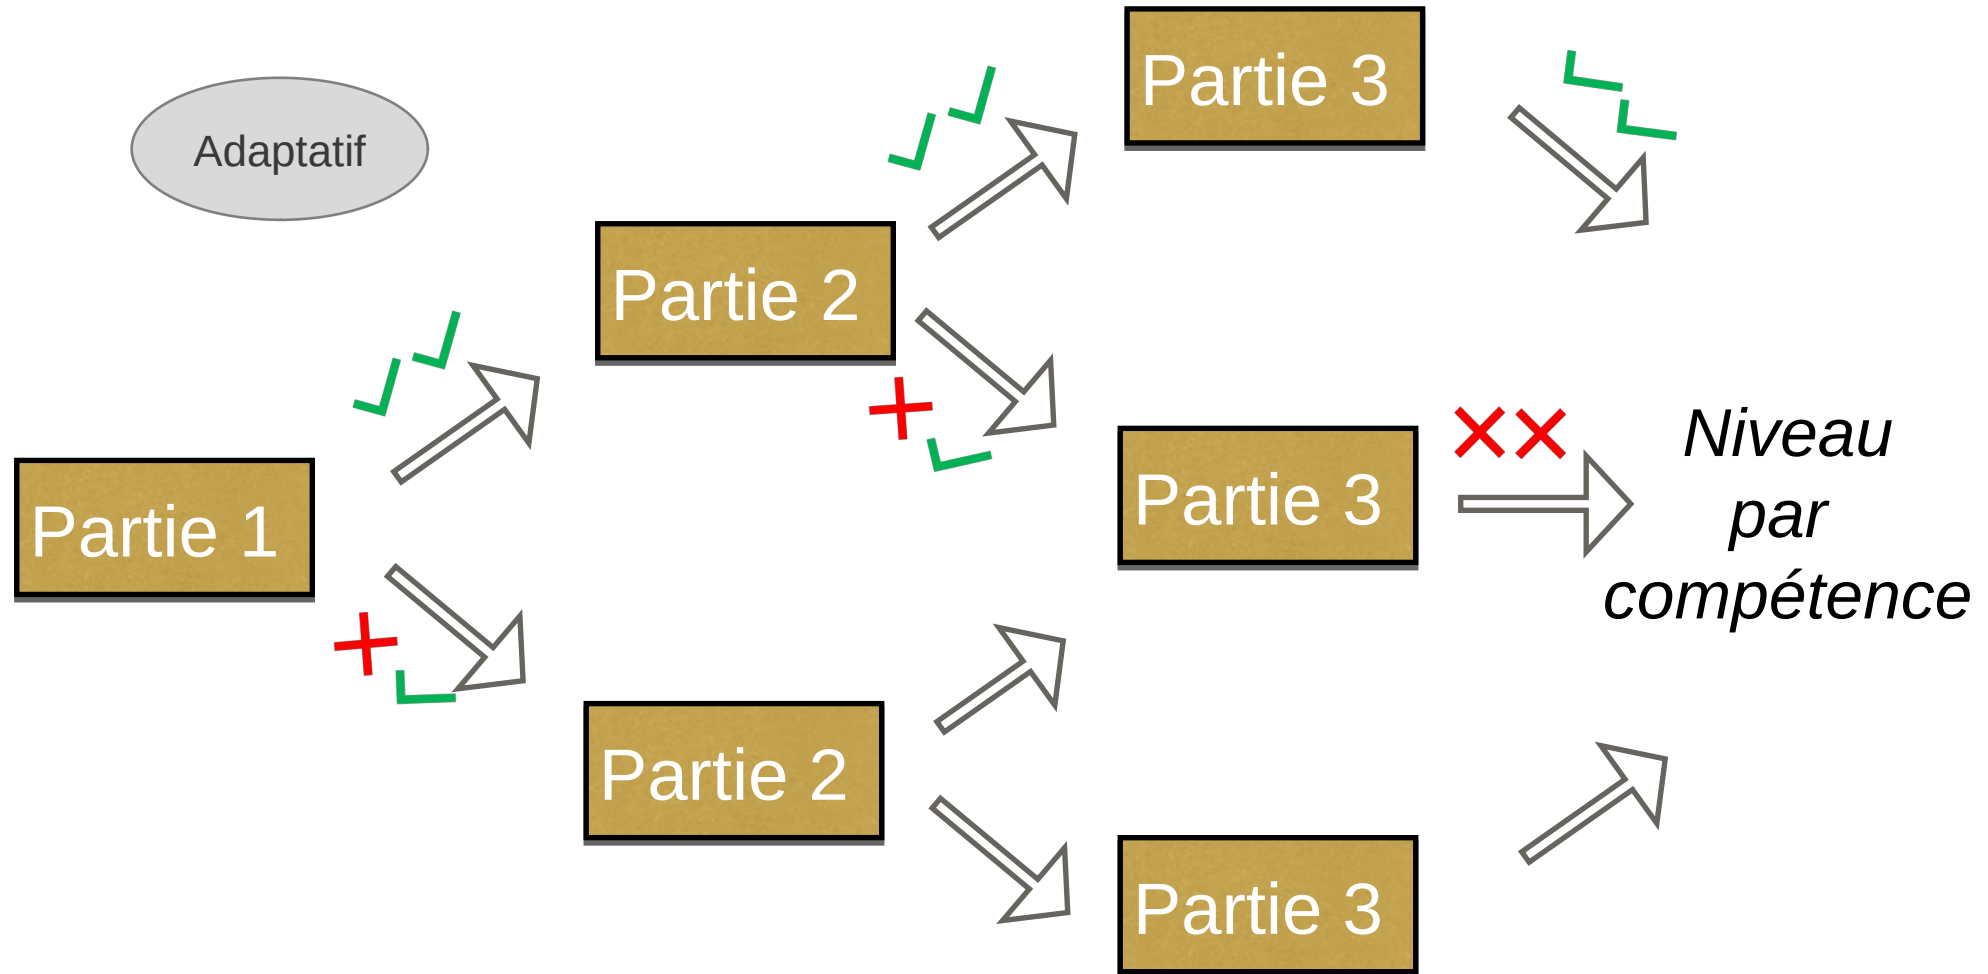 Adaptatif
Partie 1
Partie 2
Partie 2
Partie 3
Partie 3
Partie 3
Niveau
par
compétence